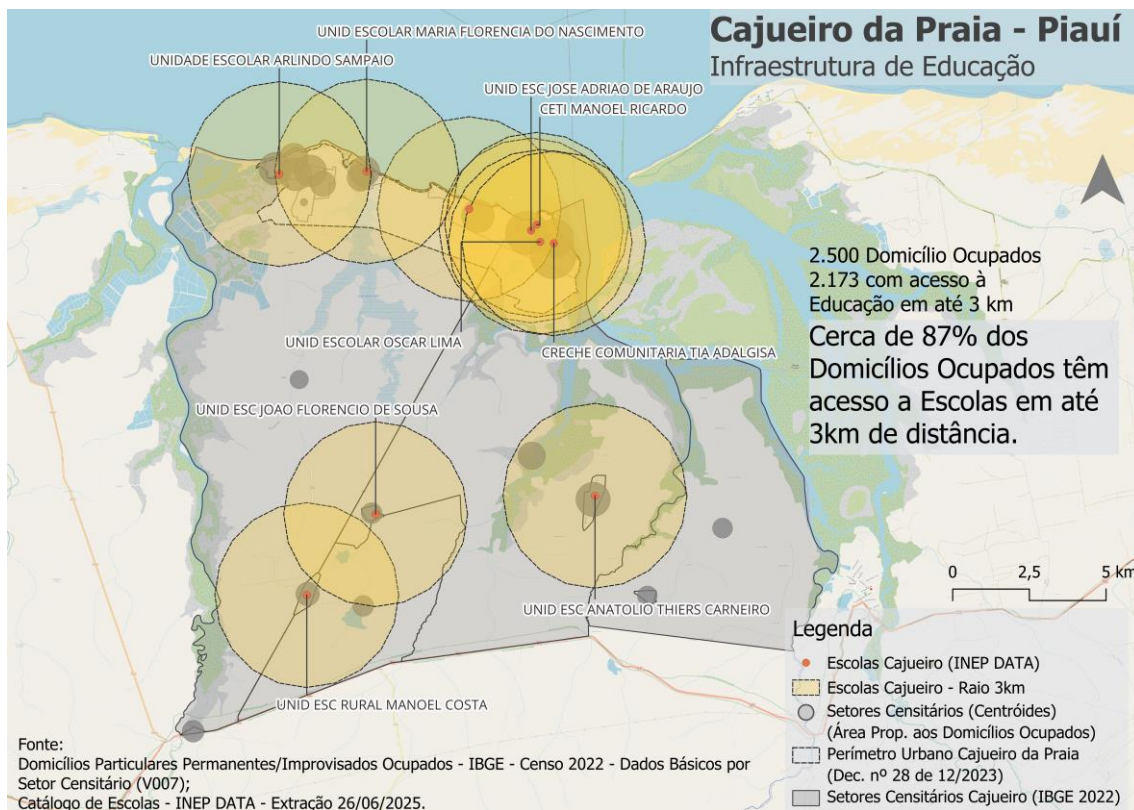 Cajueiro da Praia - Piauí
Infraestrutura de Educação
UNID ESCOLAR MARIA FLORENCIA DO NASCIMENTO
UNIDADE ESCOLAR ARLINDO SAMPAIO
UNID ESC JOSE ADRIAO DE ARAUJO
CETI MANOEL RICARDO
2.500 Domicílio Ocupados
2.173 com acesso à
Educação em até 3 km
Cerca de 87% dos
Domicílios Ocupados têm
acesso a Escolas em até
3km de distância.
UNID ESCOLAR OSCAR LIMA
CRECHE COMUNITARIA TIA ADALGISA
UNID ESC JOAO FLORENCIO DE SOUSA
UNID ESC ANATOLIO THIERS CARNEIRO
UNID ESC RURAL MANOEL COSTA
0 2,5 5 km
Legenda
Escolas Cajueiro (INEP DATA)
Escolas Cajueiro - Raio 3km
Setores Censitários (Centróides)
(Área Prop. aos Domicílios Ocupados)
Perímetro Urbano Cajueiro da Praia
(Dec. nº 28 de 12/2023)
Setores Censitários Cajueiro (IBGE 2022)
Fonte:
Domicílios Particulares Permanentes/Improvisados Ocupados - IBGE - Censo 2022 - Dados Básicos por
Setor Censitário (V007);
Catálogo de Escolas - INEP DATA - Extração 26/06/2025.